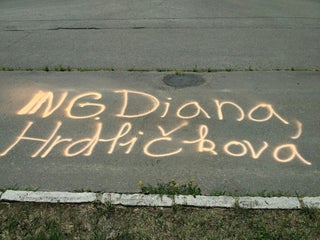 ING. Diana,
Hrdličková